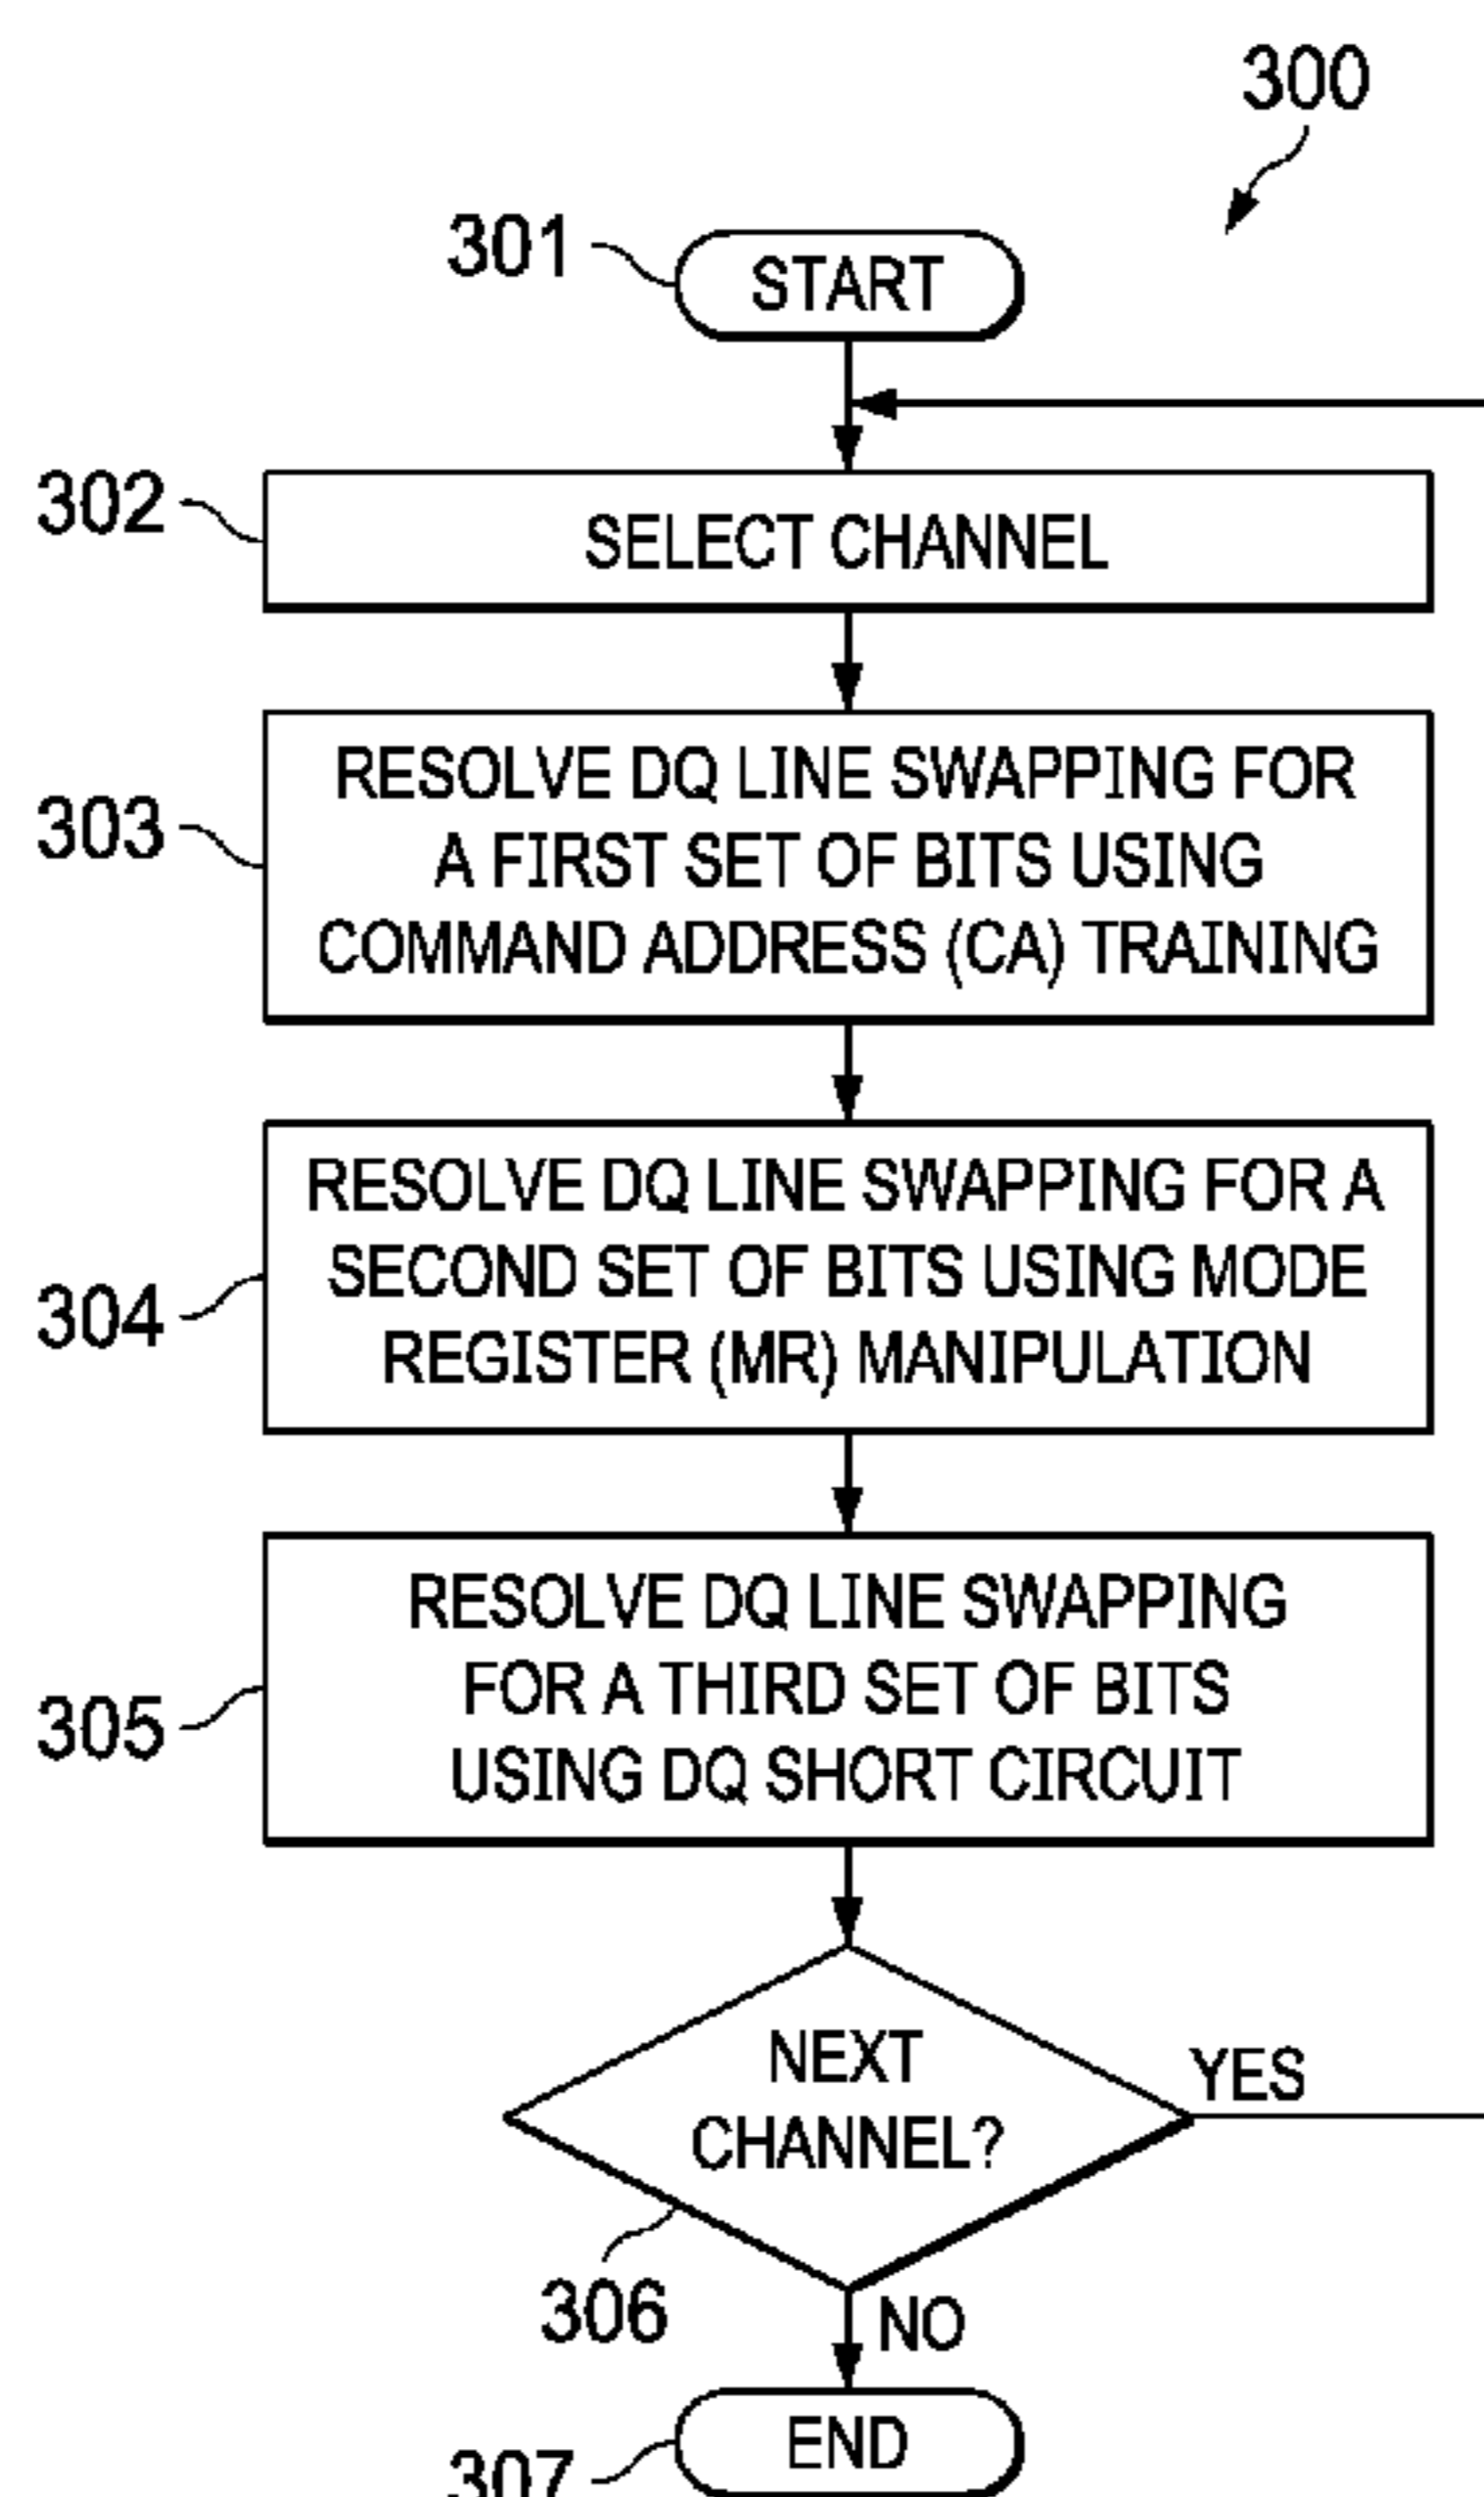 300
301
START
302
SELECT CHANNEL
303
RESOLVE DQ LINE SWAPPING FOR
A FIRST SET OF BITS USING
COMMAND ADDRESS (CA) TRAINING
304
RESOLVE DQ LINE SWAPPING FOR A
SECOND SET OF BITS USING MODE
REGISTER (MR) MANIPULATION
305
RESOLVE DQ LINE SWAPPING
FOR A THIRD SET OF BITS
USING DQ SHORT CIRCUIT
NEXT
CHANNEL?
YES
306
NO
END
307